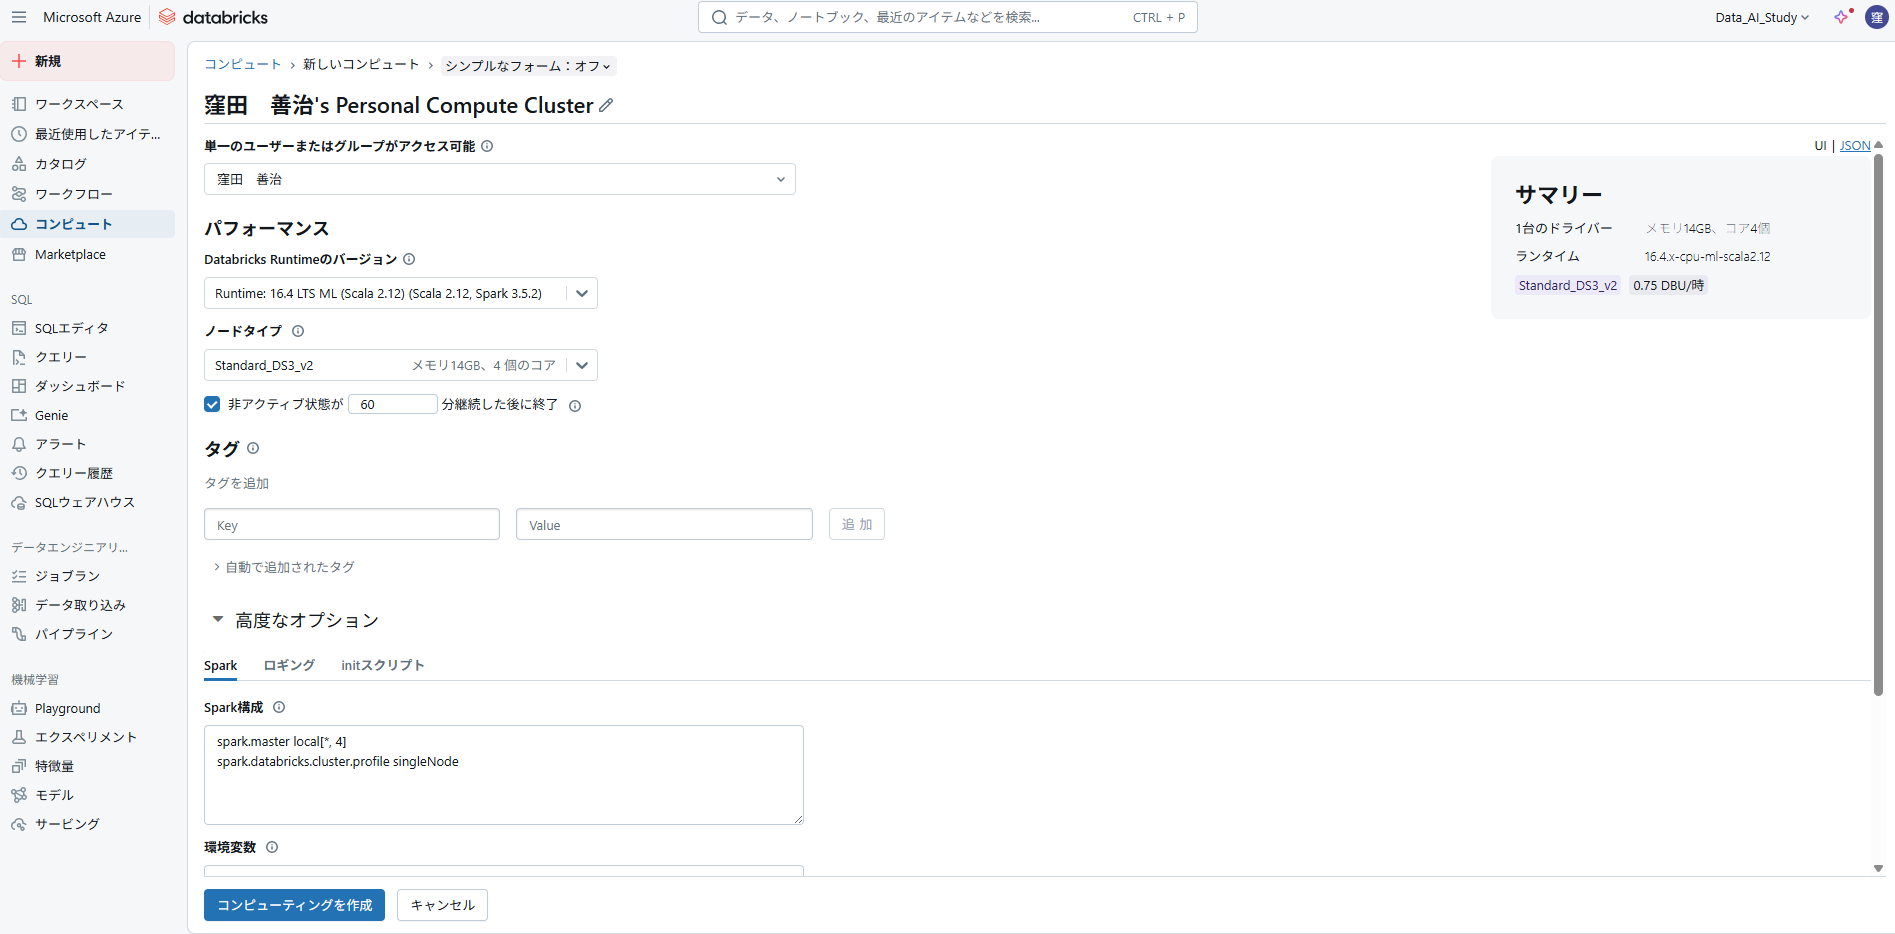 Microsoft Azure databricks
データ、ノートブック、最近のアイテムなどを検索... CTRL + P
Data_AI_Study
窪
新規
ワークスペース
最近使用したアイテ...
カタログ
ワークフロー
コンピュート
Marketplace
SQL
SQLエディタ
クエリー
ダッシュボード
Genie
アラート
クエリー履歴
SQLウェアハウス
データエンジニアリ...
ジョブラン
データ取り込み
パイプライン
機械学習
Playground
エクスペリメント
特徴量
モデル
サービング
コンピュート › 新しいコンピュート › シンプルなフォーム：オフ
窪田　善治's Personal Compute Cluster
単一のユーザーまたはグループがアクセス可能
窪田　善治
パフォーマンス
Databricks Runtimeのバージョン
Runtime: 16.4 LTS ML (Scala 2.12) (Scala 2.12, Spark 3.5.2)
ノードタイプ
Standard_DS3_v2 メモリ14GB、4 個のコア
非アクティブ状態が 60 分継続した後に終了
タグ
タグを追加
Key Value 追 加
自動で追加されたタグ
高度なオプション
Spark ロギング initスクリプト
Spark構成
spark.master local[*, 4]
spark.databricks.cluster.profile singleNode
環境変数
コンピューティングを作成 キャンセル
UI | JSON
サマリー
1台のドライバー メモリ14GB、コア4個
ランタイム 16.4.x-cpu-ml-scala2.12
Standard_DS3_v2 0.75 DBU/時